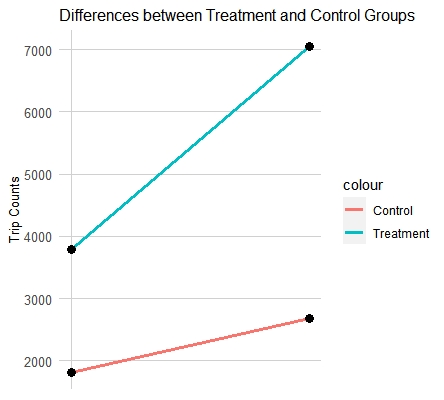 Differences between Treatment and Control Groups
7000
6000
5000
4000
3000
2000
Trip Counts
colour
Control
Treatment